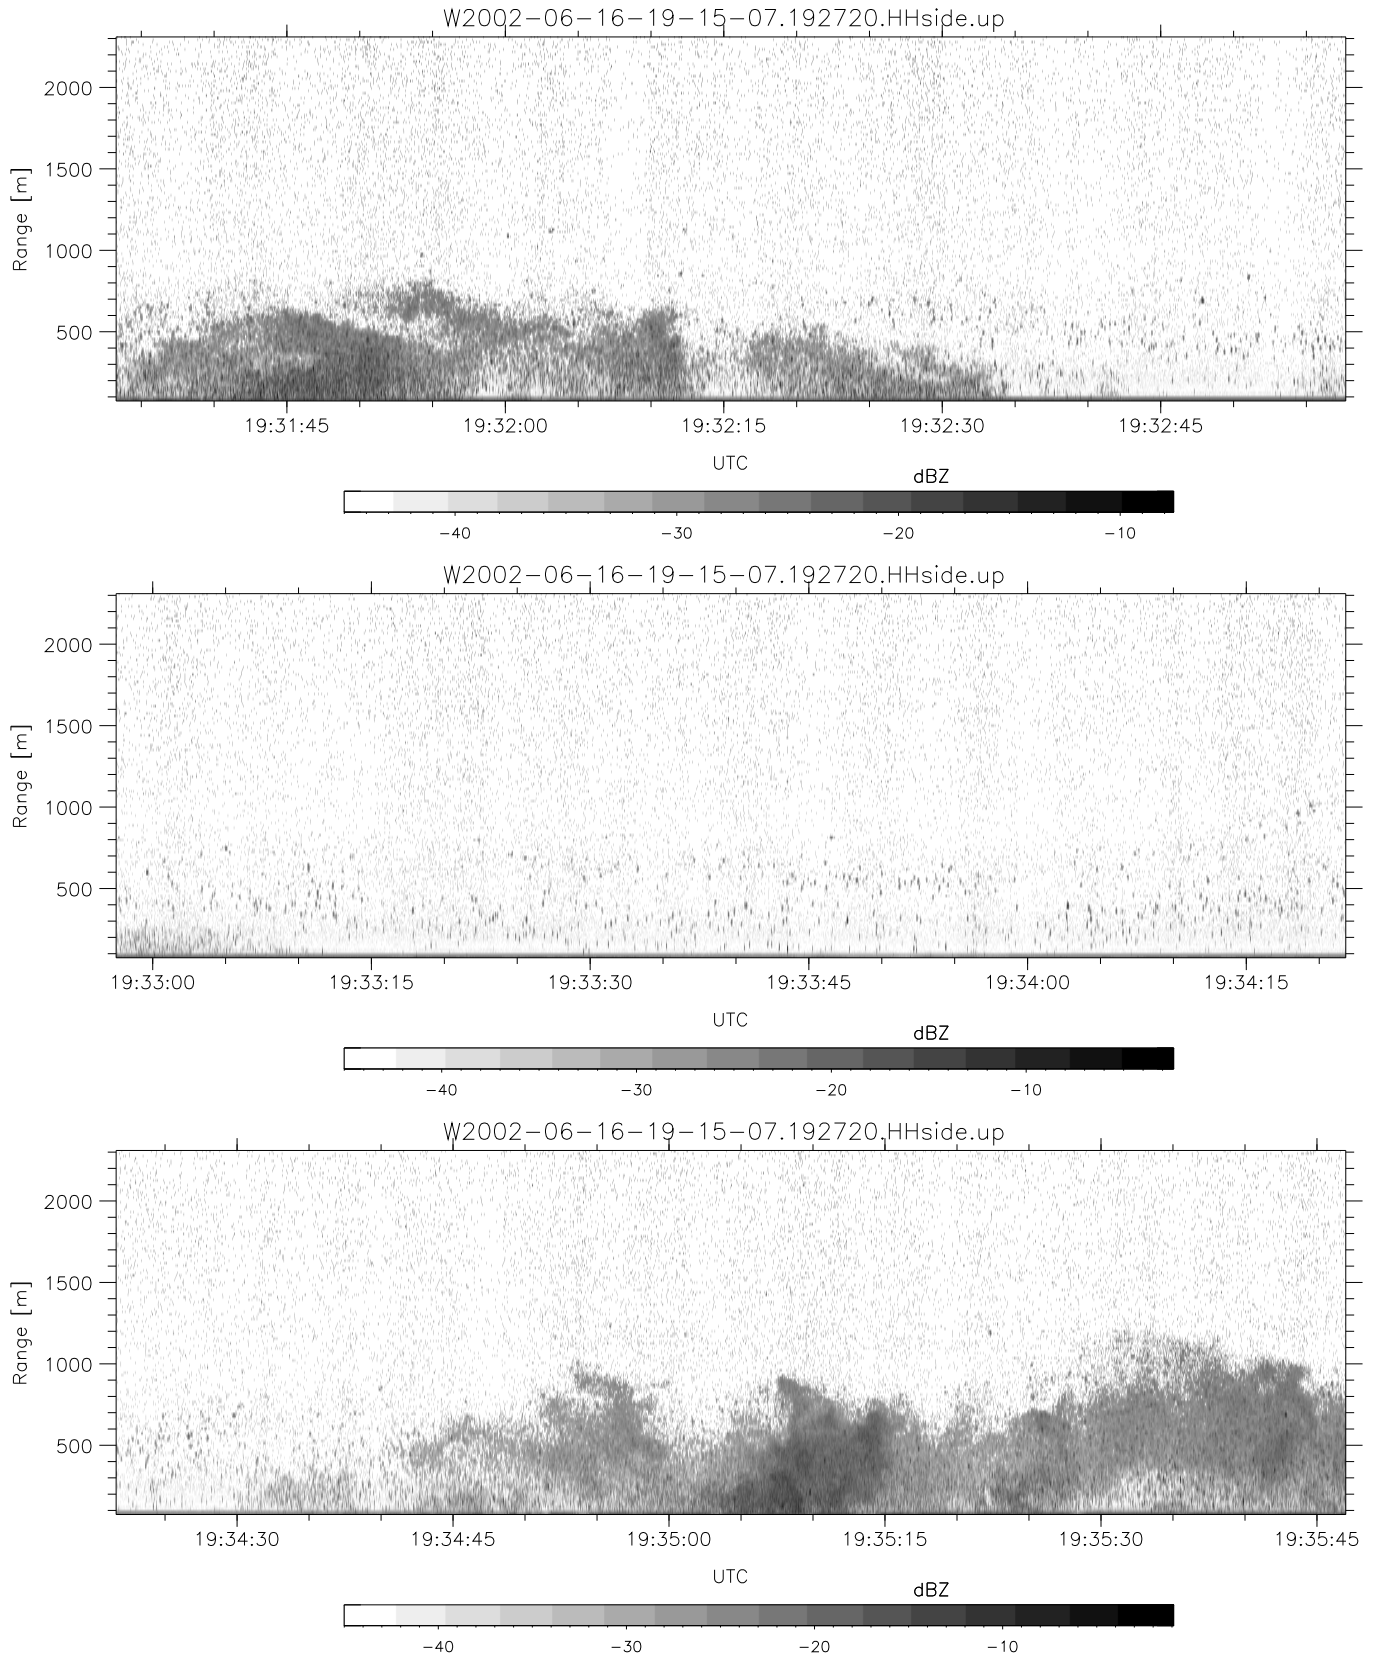 W2002-06-16-19-15-07.192720.HHside.up
2000
1500
1000
500
Range [m]
19:31:45 19:32:00 19:32:15 19:32:30 19:32:45
UTC
dBZ
-40 -30 -20 -10
W2002-06-16-19-15-07.192720.HHside.up
2000
1500
1000
500
Range [m]
19:33:00 19:33:15 19:33:30 19:33:45 19:34:00 19:34:15
UTC
dBZ
-40 -30 -20 -10
W2002-06-16-19-15-07.192720.HHside.up
2000
1500
1000
500
Range [m]
19:34:30 19:34:45 19:35:00 19:35:15 19:35:30 19:35:45
UTC
dBZ
-40 -30 -20 -10